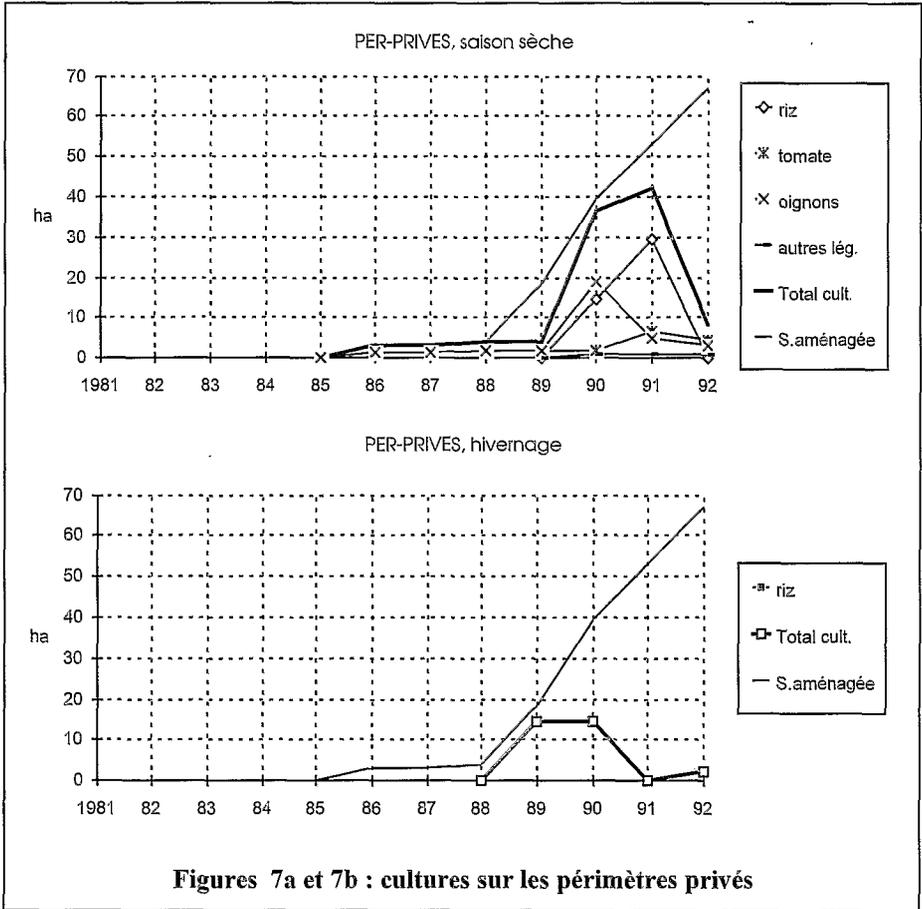 PER-PRIVES, saison sèche
70
60
50
40
30
20
10
0
ha
1981 82 83 84 85 86 87 88 89 90 91 92
riz
tomate
oignons
autres lég.
Total cult.
S.aménagée
PER-PRIVES, hivernage
70
60
50
40
30
20
10
0
ha
1981 82 83 84 85 86 87 88 89 90 91 92
riz
Total cult.
S.aménagée
Figures 7a et 7b : cultures sur les périmètres privés